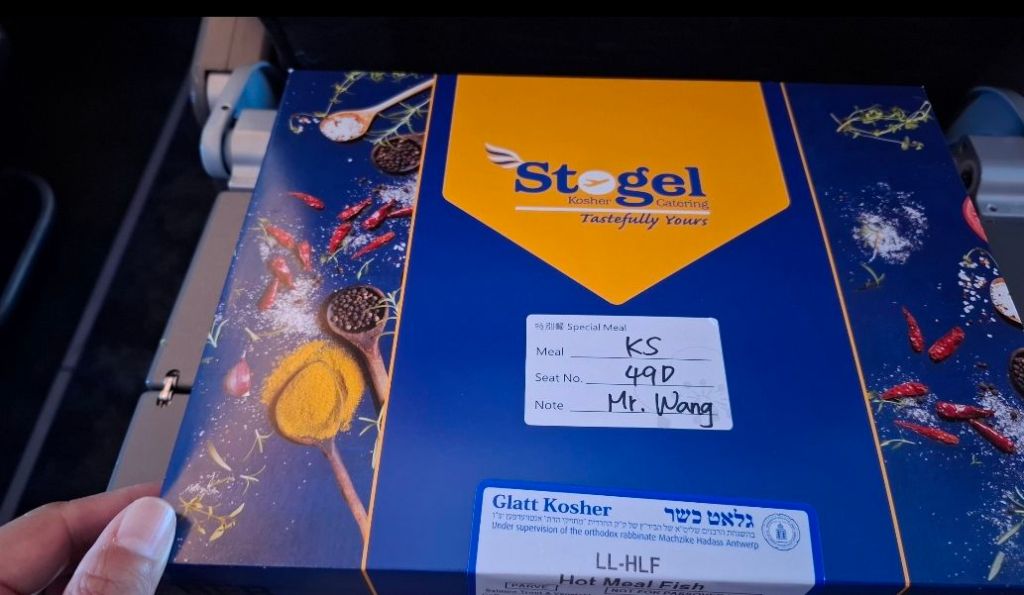 Stogel
Kosher Catering
Tastefully Yours
特別餐 Special Meal
Meal KS
Seat No. 49D
Note Mr. Wang
Glatt Kosher גלאט כשר
Under supervision of the orthodox rabbinate Machzike Hadass Antwerp
LL-HLF
Hot Meal Fish
[PARVE]